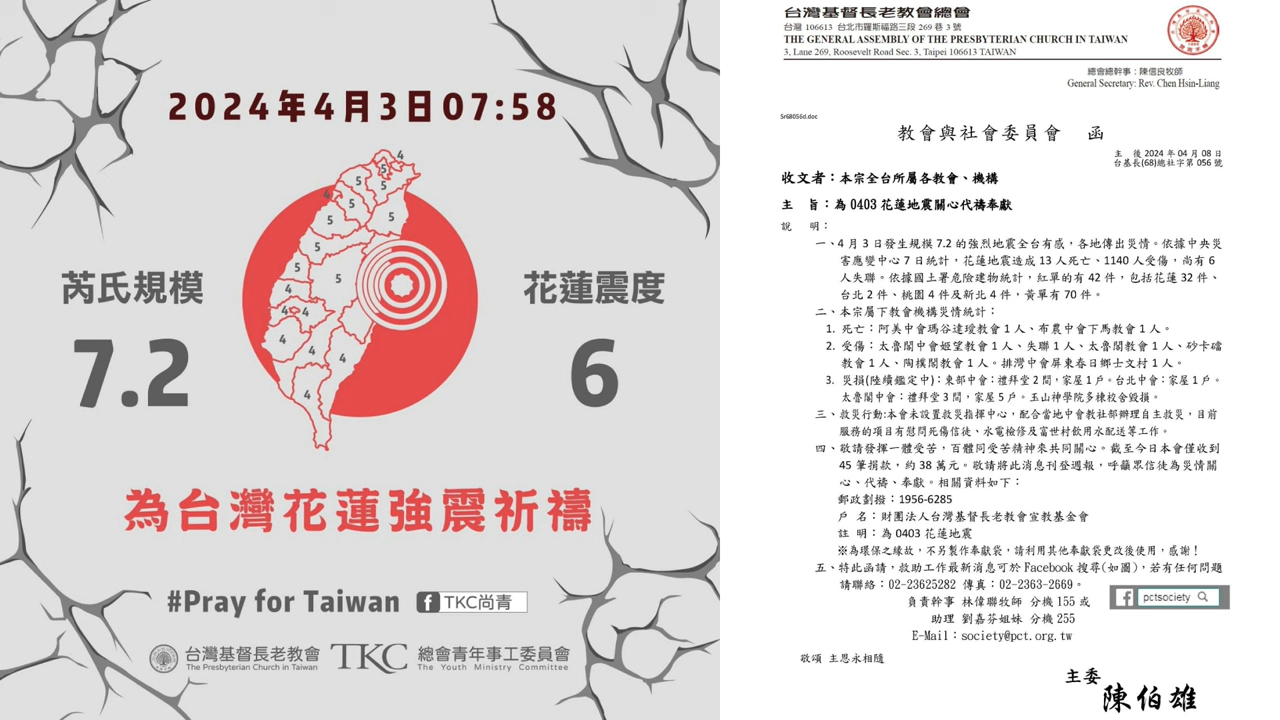 2024年4月3日07:58
4
5
5
5
4
5
5
5
5
5
5
5
4
4
4
4
4
4
4
芮氏規模
7.2
花蓮震度
6
為台灣花蓮強震祈禱
#Pray for Taiwan
TKC尚青
台灣基督長老教會
The Presbyterian Church in Taiwan
TKC
總會青年事工委員會
The Youth Ministry Committee
台灣基督長老教會總會
台灣 106613 台北市羅斯福路三段 269 巷 3 號
THE GENERAL ASSEMBLY OF THE PRESBYTERIAN CHURCH IN TAIWAN
3, Lane 269, Roosevelt Road Sec. 3, Taipei 106613 TAIWAN
總會總幹事：陳信良牧師
General Secretary: Rev. Chen Hsin-Liang
Sr68056d.doc
教會與社會委員會 函
主 後 2024 年 04 月 08 日
台基長(68)總社字第 056 號
收文者：本宗全台所屬各教會、機構
主 旨：為 0403 花蓮地震關心代禱奉獻
說 明：
一、4 月 3 日發生規模 7.2 的強烈地震全台有感，各地傳出災情。依據中央災
害應變中心 7 日統計，花蓮地震造成 13 人死亡、1140 人受傷，尚有 6
人失聯。依據國土署危險建物統計，紅單的有 42 件，包括花蓮 32 件、
台北 2 件、桃園 4 件及新北 4 件，黃單有 70 件。
二、本宗屬下教會機構災情統計：
1. 死亡：阿美中會瑪谷達璦教會 1 人、布農中會下馬教會 1 人。
2. 受傷：太魯閣中會姬望教會 1 人、失聯 1 人、太魯閣教會 1 人、砂卡礑
教會 1 人、陶樸閣教會 1 人。排灣中會屏東春日鄉士文村 1 人。
3. 災損(陸續鑑定中)：東部中會：禮拜堂 2 間，家屋 1 戶。台北中會：家屋 1 戶。
太魯閣中會：禮拜堂 3 間，家屋 5 戶。玉山神學院多棟校舍毀損。
三、救災行動:本會未設置救災指揮中心，配合當地中會教社部辦理自主救災，目前
服務的項目有慰問死傷信徒、水電檢修及富世村飲用水配送等工作。
四、敬請發揮一體受苦，百體同受苦精神來共同關心。截至今日本會僅收到
45 筆捐款，約 38 萬元。敬請將此消息刊登週報，呼籲眾信徒為災情關
心、代禱、奉獻。相關資料如下：
郵政劃撥：1956-6285
戶 名：財團法人台灣基督長老教會宣教基金會
註 明：為 0403 花蓮地震
※為環保之緣故，不另製作奉獻袋，請利用其他奉獻袋更改後使用，感謝！
五、特此函請，救助工作最新消息可於 Facebook 搜尋(如圖)，若有任何問題
請聯絡：02-23625282 傳真：02-2363-2669。
負責幹事 林偉聯牧師 分機 155 或
助理 劉嘉芬姐妹 分機 255
E-Mail：society@pct.org.tw
pctsociety
敬頌 主恩永相隨
主委
陳伯雄